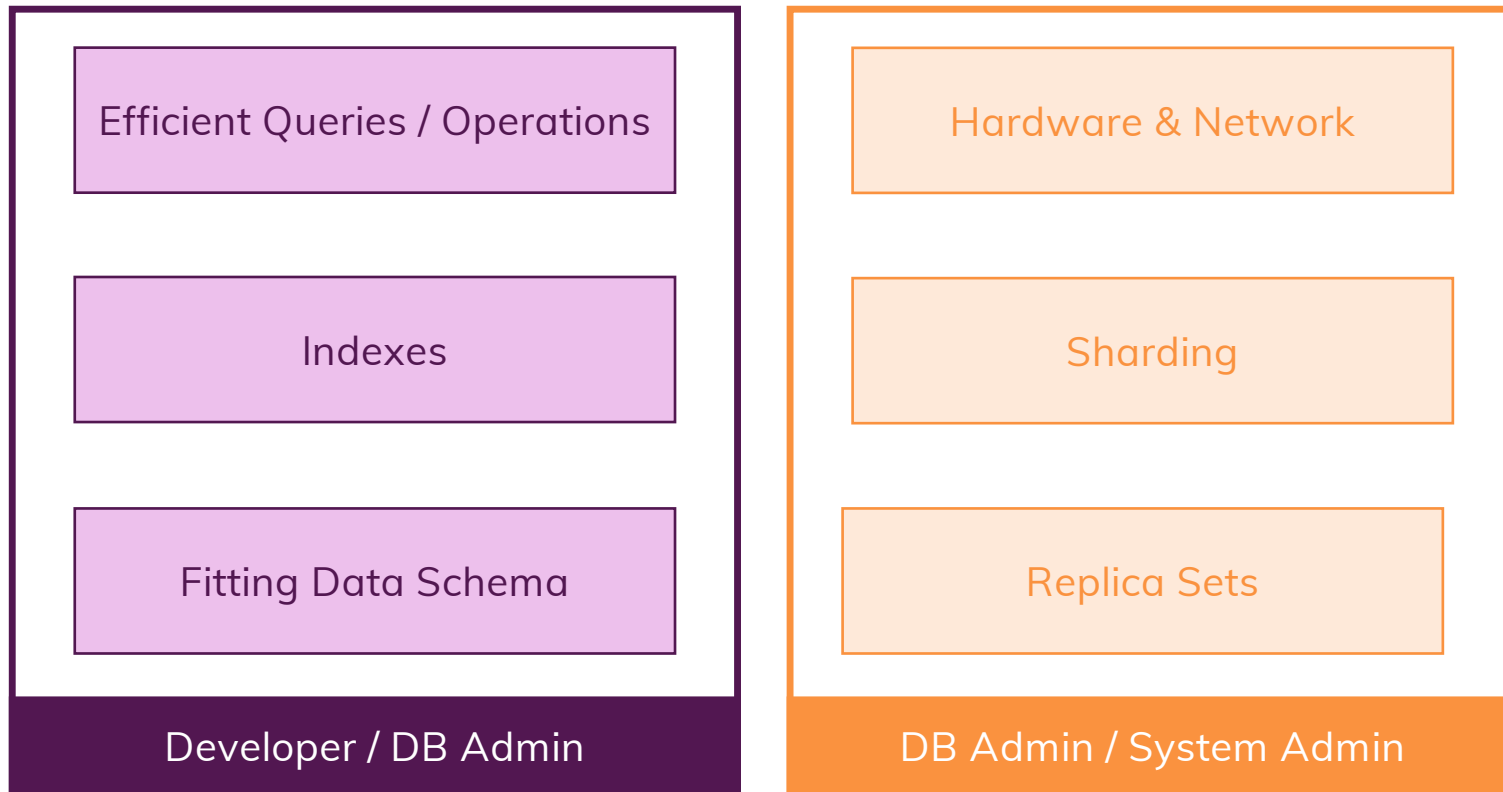 Efficient Queries / Operations
Indexes
Fitting Data Schema
Developer / DB Admin
Hardware & Network
Sharding
Replica Sets
DB Admin / System Admin